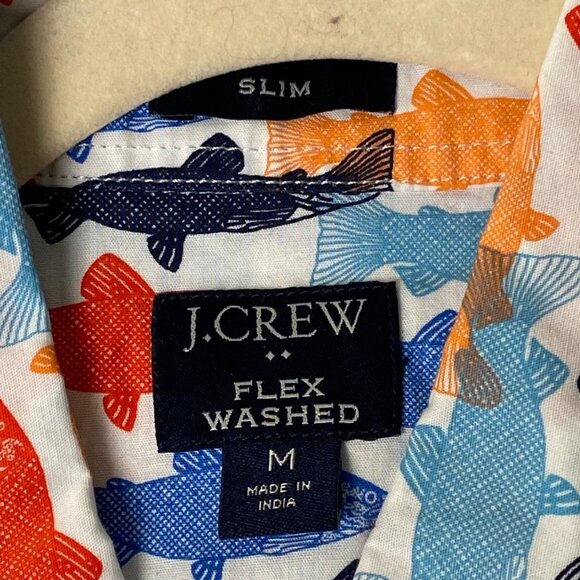 SLIM
J.CREW
FLEX
WASHED
M
MADE IN
INDIA